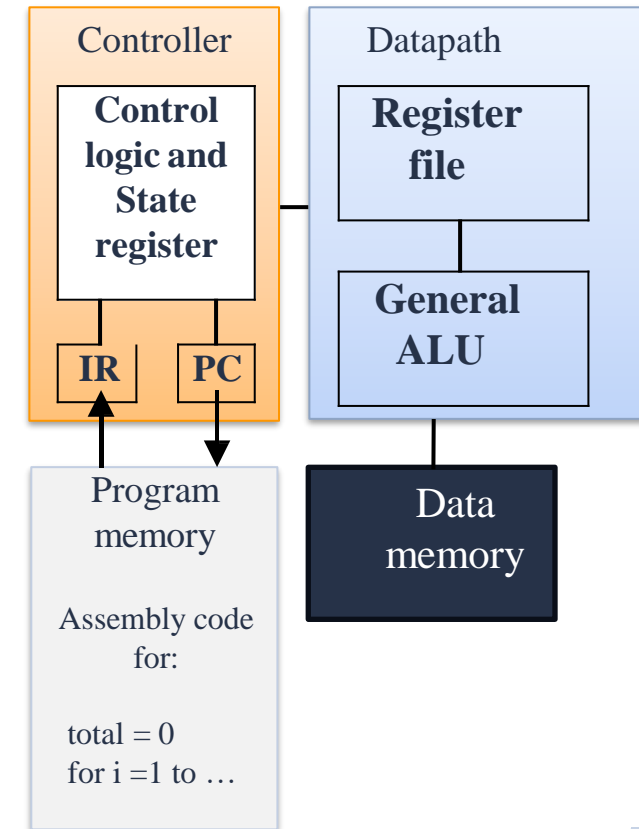 Controller
Control
logic and
State
register
IR
PC
Datapath
Register
file
General
ALU
Program
memory
Assembly code
for:
total = 0
for i =1 to …
Data
memory